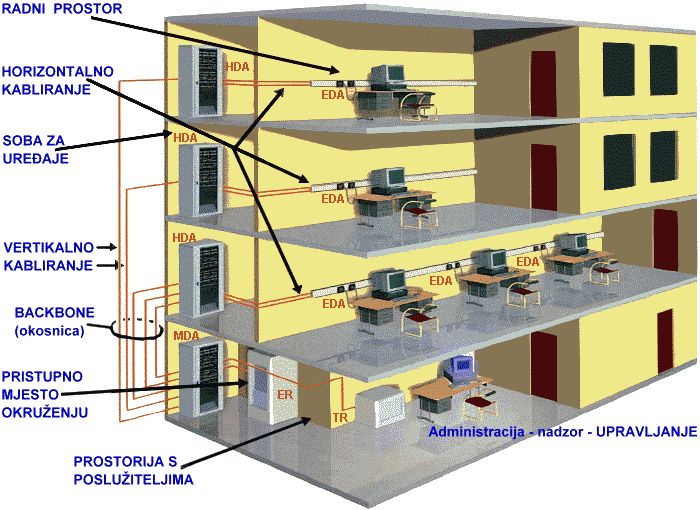 RADNI PROSTOR
HORIZONTALNO
KABLIRANJE
SOBA ZA
UREĐAJE
VERTIKALNO
KABLIRANJE
BACKBONE
(okosnica)
PRISTUPNO
MJESTO
OKRUŽENJU
PROSTORIJA S
POSLUŽITELJIMA
HDA
EDA
HDA
EDA
HDA
EDA
EDA
EDA
MDA
ER
TR
Administracija - nadzor - UPRAVLJANJE